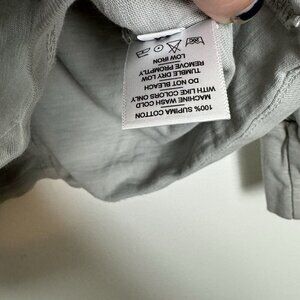 100% SUPIMA COTTON
MACHINE WASH COLD
WITH LIKE COLORS ONLY
DO NOT BLEACH
TUMBLE DRY LOW
REMOVE PROMPTLY
LOW IRON